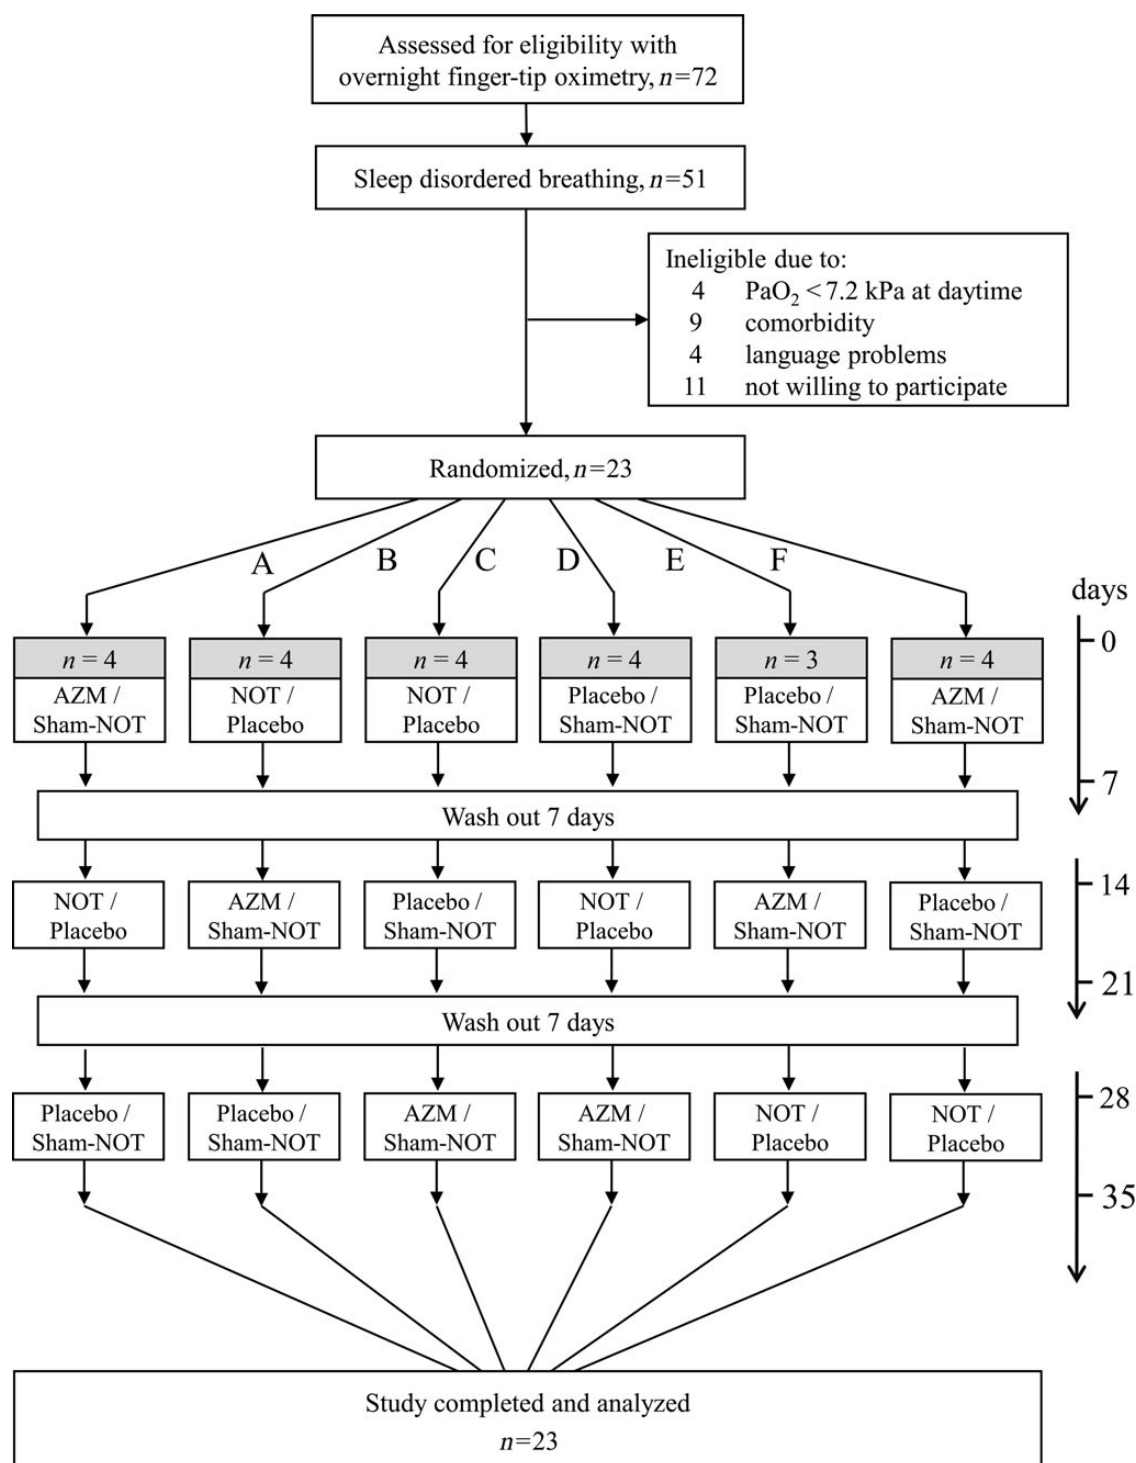 Assessed for eligibility with
overnight finger-tip oximetry, n=72
Sleep disordered breathing, n=51
Ineligible due to:
4 PaO₂ < 7.2 kPa at daytime
9 comorbidity
4 language problems
11 not willing to participate
Randomized, n=23
A B C D E F
days
0
n = 4 n = 4 n = 4 n = 4 n = 3 n = 4
AZM / NOT / NOT / Placebo / Placebo / AZM /
Sham-NOT Placebo Placebo Sham-NOT Sham-NOT Sham-NOT
7
Wash out 7 days
14
NOT / AZM / Placebo / NOT / AZM / Placebo /
Placebo Sham-NOT Sham-NOT Placebo Sham-NOT Sham-NOT
21
Wash out 7 days
28
Placebo / Placebo / AZM / AZM / NOT / NOT /
Sham-NOT Sham-NOT Sham-NOT Sham-NOT Placebo Placebo
35
Study completed and analyzed
n=23